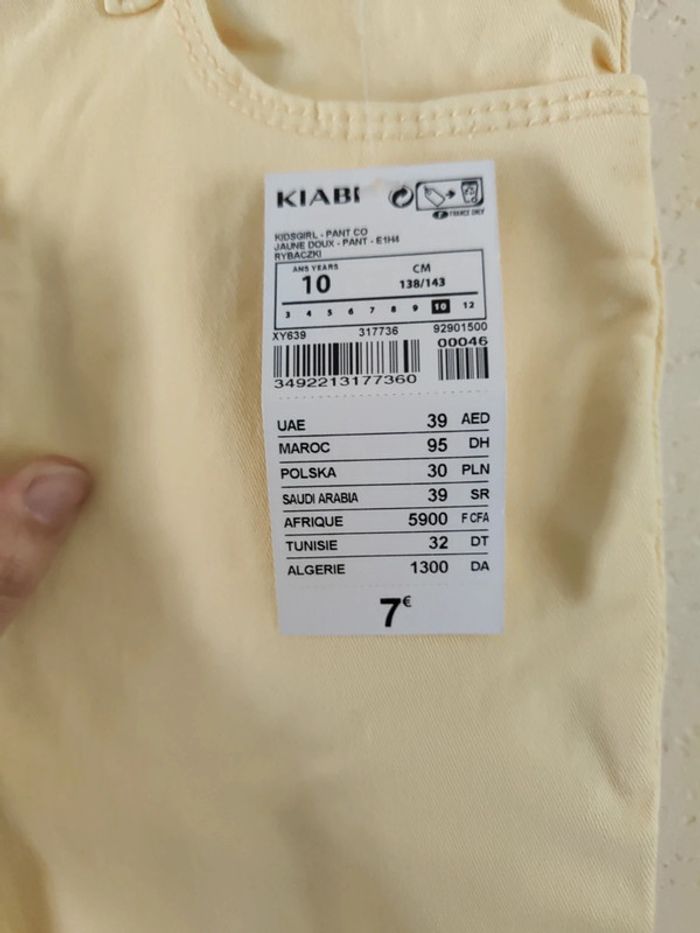 KIABI
FRANCE ONLY
KIDSGIRL - PANT CO
JAUNE DOUX - PANT - E1H4
RYBACZKI
ANS YEARS
CM
10
138/143
3 4 5 6 7 8 9 10 12
XY639 317736 92901500
00046
3492213177360
UAE 39 AED
MAROC 95 DH
POLSKA 30 PLN
SAUDI ARABIA 39 SR
AFRIQUE 5900 F CFA
TUNISIE 32 DT
ALGERIE 1300 DA
7€